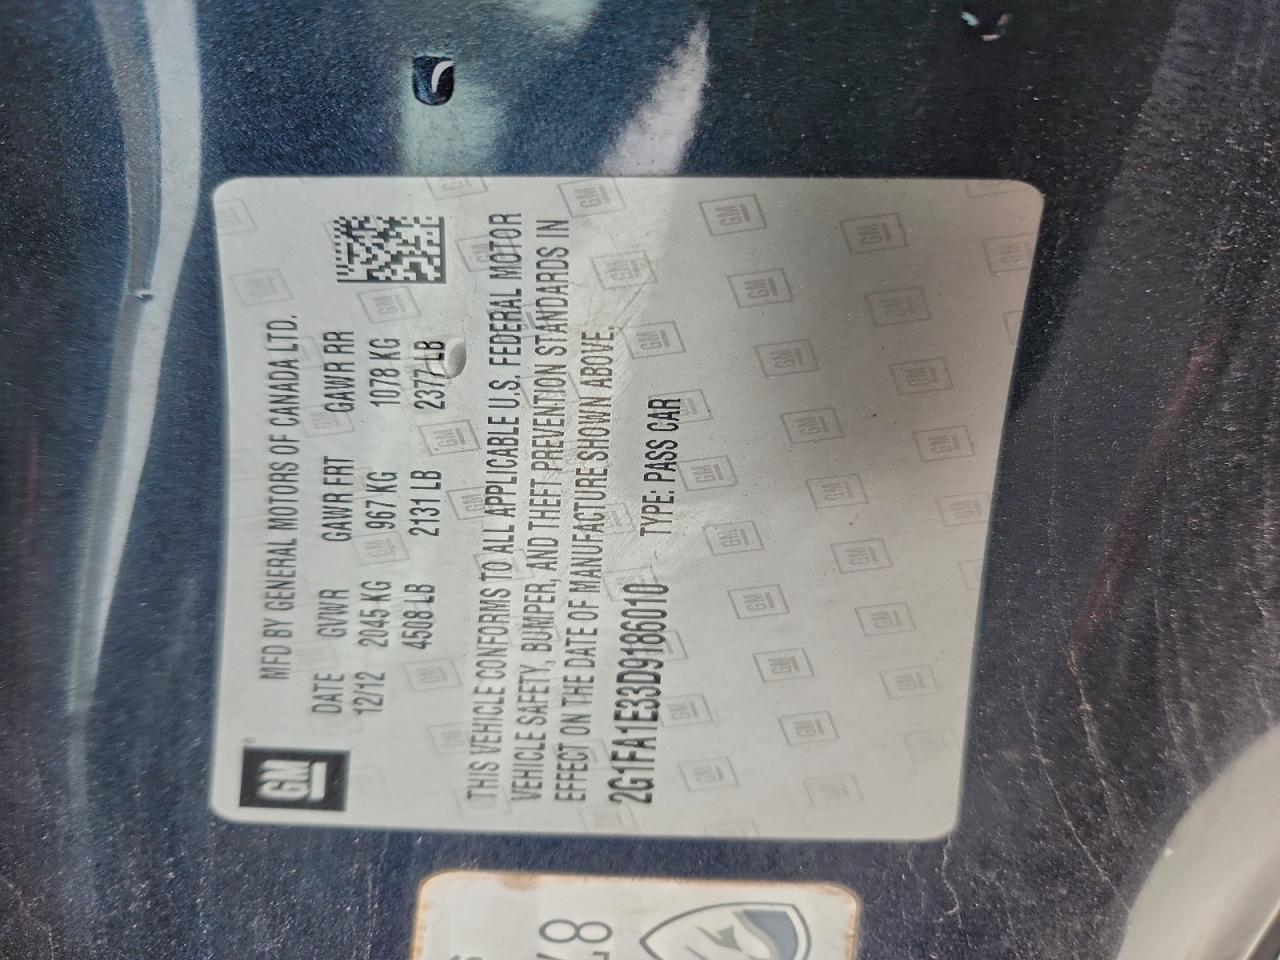 GM
MFD BY GENERAL MOTORS OF CANADA LTD.
DATE GVWR GAWR FRT GAWR RR
12/12 2045 KG 967 KG 1078 KG
4508 LB 2131 LB 2377 LB
THIS VEHICLE CONFORMS TO ALL APPLICABLE U.S. FEDERAL MOTOR
VEHICLE SAFETY, BUMPER, AND THEFT PREVENTION STANDARDS IN
EFFECT ON THE DATE OF MANUFACTURE SHOWN ABOVE.
2G1FA1E33D9186010 TYPE: PASS CAR